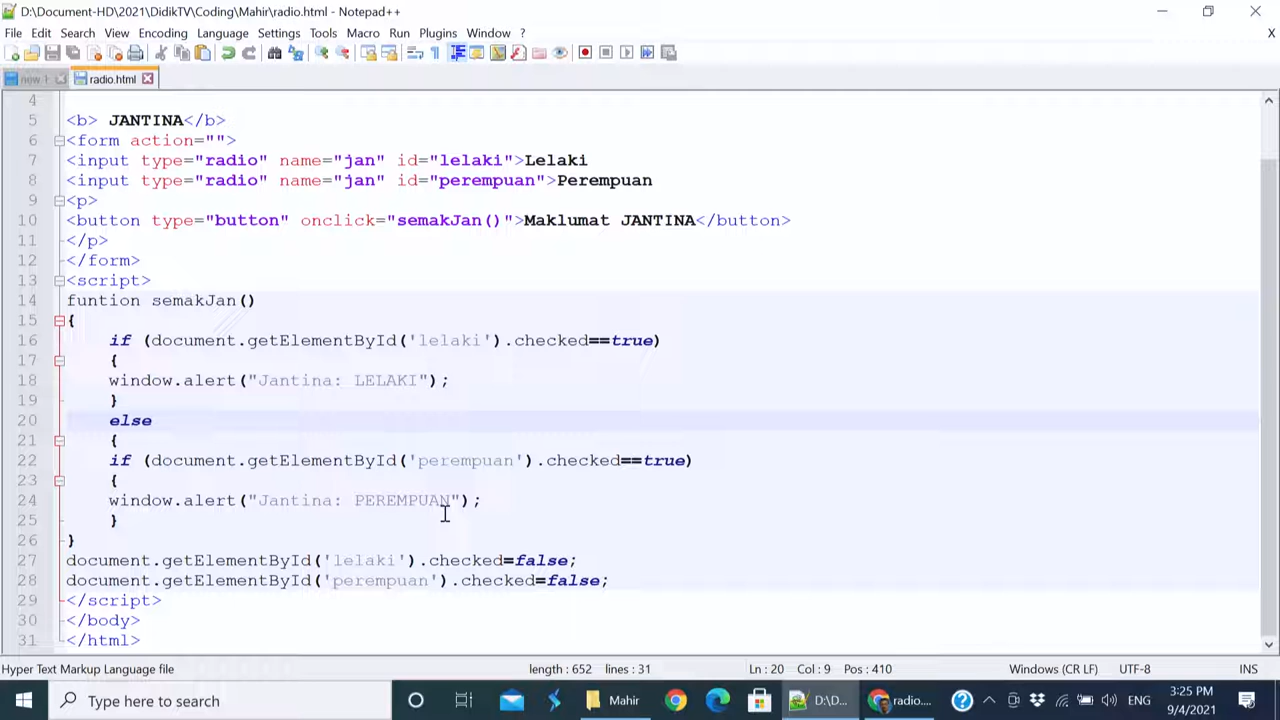 D:\Document-HD\2021\DidikTV\Coding\Mahir\radio.html - Notepad++
File Edit Search View Encoding Language Settings Tools Macro Run Plugins Window ? X
new 1 radio.html
4
5 <b> JANTINA</b>
6 <form action="">
7 <input type="radio" name="jan" id="lelaki">Lelaki
8 <input type="radio" name="jan" id="perempuan">Perempuan
9 <p>
10 <button type="button" onclick="semakJan()">Maklumat JANTINA</button>
11 </p>
12 </form>
13 <script>
14 funtion semakJan()
15 {
16 if (document.getElementById('lelaki').checked==true)
17 {
18 window.alert("Jantina: LELAKI");
19 }
20 else
21 {
22 if (document.getElementById('perempuan').checked==true)
23 {
24 window.alert("Jantina: PEREMPUAN");
25 }
26 }
27 document.getElementById('lelaki').checked=false;
28 document.getElementById('perempuan').checked=false;
29 </script>
30 </body>
31 </html>
Hyper Text Markup Language file length : 652 lines : 31 Ln : 20 Col : 9 Pos : 410 Windows (CR LF) UTF-8 INS
Type here to search Mahir D:\D... radio.... ENG 3:25 PM
9/4/2021